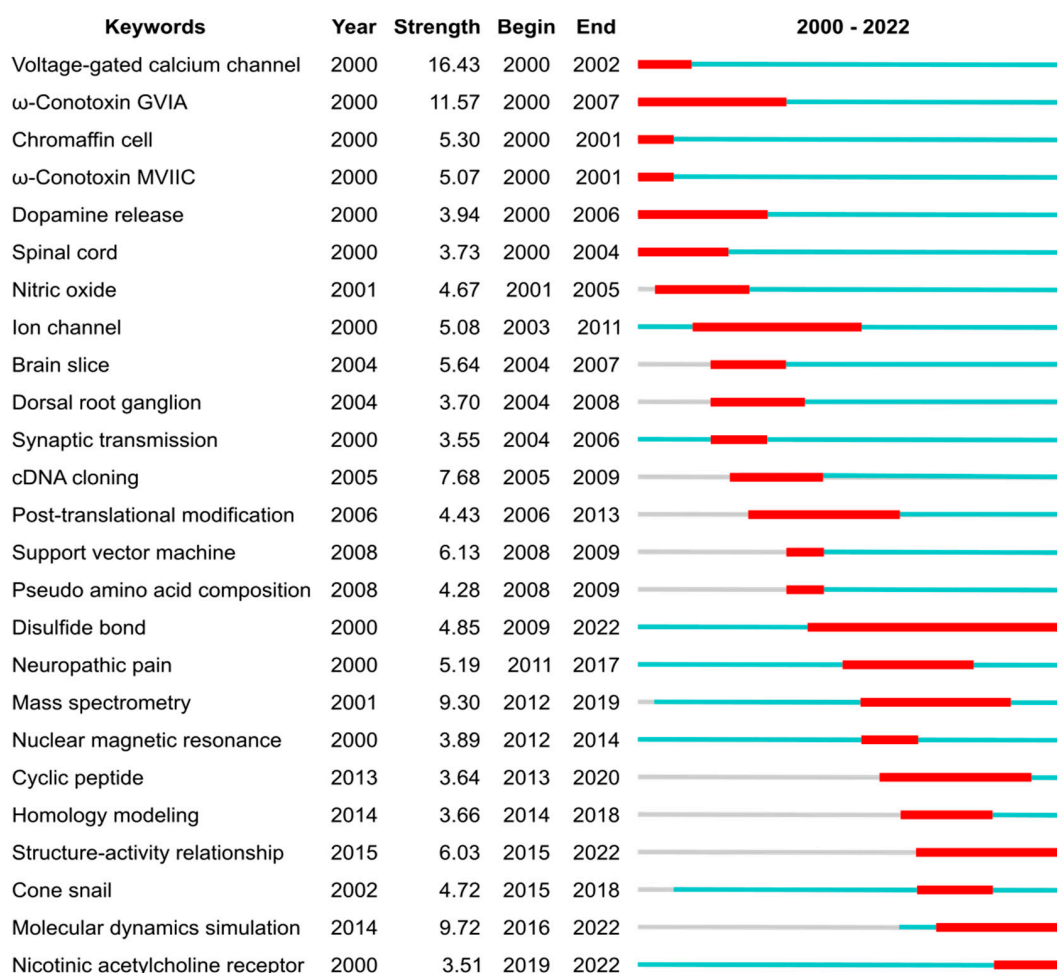 Keywords Year Strength Begin End 2000 - 2022
Voltage-gated calcium channel 2000 16.43 2000 2002
ω-Conotoxin GVIA 2000 11.57 2000 2007
Chromaffin cell 2000 5.30 2000 2001
ω-Conotoxin MVIIC 2000 5.07 2000 2001
Dopamine release 2000 3.94 2000 2006
Spinal cord 2000 3.73 2000 2004
Nitric oxide 2001 4.67 2001 2005
Ion channel 2000 5.08 2003 2011
Brain slice 2004 5.64 2004 2007
Dorsal root ganglion 2004 3.70 2004 2008
Synaptic transmission 2000 3.55 2004 2006
cDNA cloning 2005 7.68 2005 2009
Post-translational modification 2006 4.43 2006 2013
Support vector machine 2008 6.13 2008 2009
Pseudo amino acid composition 2008 4.28 2008 2009
Disulfide bond 2000 4.85 2009 2022
Neuropathic pain 2000 5.19 2011 2017
Mass spectrometry 2001 9.30 2012 2019
Nuclear magnetic resonance 2000 3.89 2012 2014
Cyclic peptide 2013 3.64 2013 2020
Homology modeling 2014 3.66 2014 2018
Structure-activity relationship 2015 6.03 2015 2022
Cone snail 2002 4.72 2015 2018
Molecular dynamics simulation 2014 9.72 2016 2022
Nicotinic acetylcholine receptor 2000 3.51 2019 2022